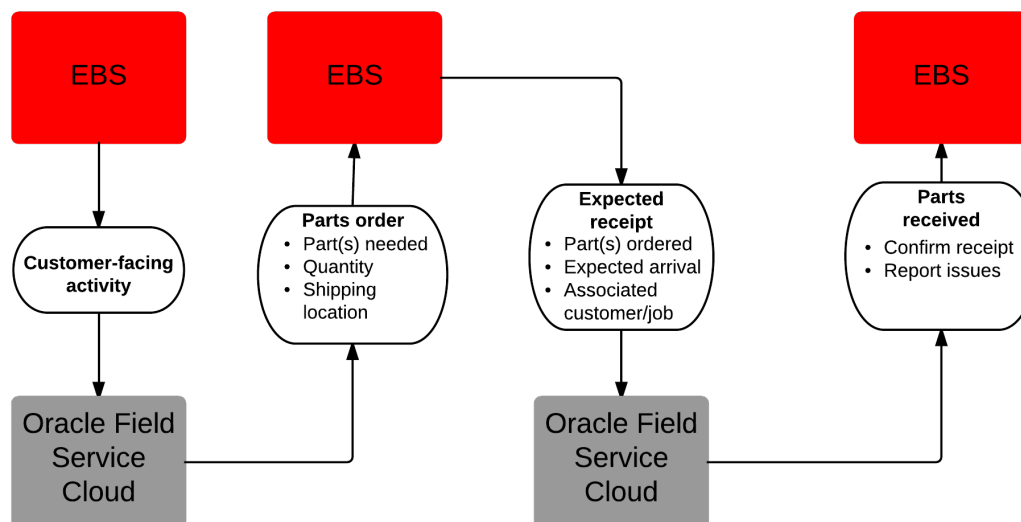 EBS
Customer-facing
activity
Oracle Field
Service
Cloud
EBS
Parts order
• Part(s) needed
• Quantity
• Shipping
location
Expected
receipt
• Part(s) ordered
• Expected arrival
• Associated
customer/job
Oracle Field
Service
Cloud
EBS
Parts
received
• Confirm receipt
• Report issues